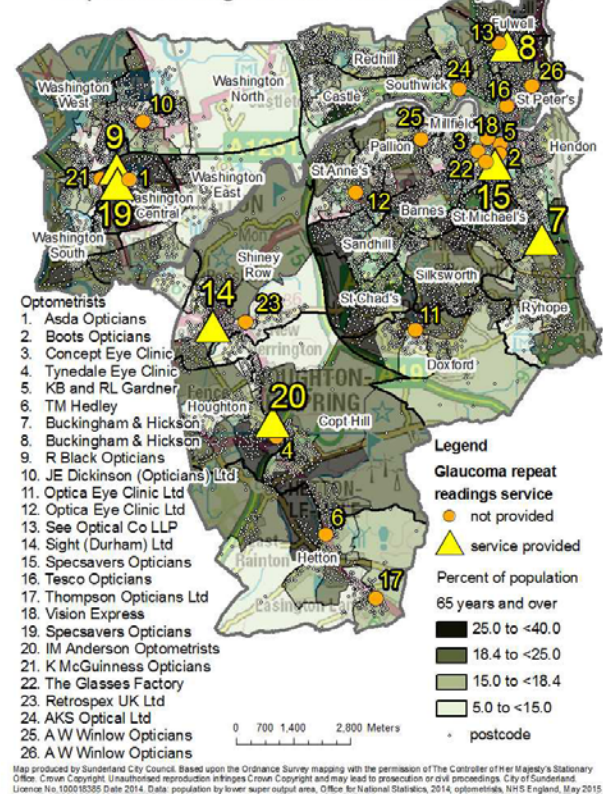 Fulwell
13
8
Redhill
Washington West
Washington North
Castle
Southwick
24
26
16
St Peter's
10
25
Millfield
18
5
A1231
3
Pallion
Hendon
9
St Anne's
22
2
21
1
Washington East
15
12
Washington Central
Barnes
St Michael's
19
7
Sandhill
Washington South
Shiney Row
Silksworth
14
23
St Chad's
Ryhope
11
Doxford
Optometrists
1. Asda Opticians
2. Boots Opticians
3. Concept Eye Clinic
4. Tynedale Eye Clinic
5. KB and RL Gardner
6. TM Hedley
7. Buckingham & Hickson
8. Buckingham & Hickson
9. R Black Opticians
10. JE Dickinson (Opticians) Ltd
11. Optica Eye Clinic Ltd
12. Optica Eye Clinic Ltd
13. See Optical Co LLP
14. Sight (Durham) Ltd
15. Specsavers Opticians
16. Tesco Opticians
17. Thompson Opticians Ltd
18. Vision Express
19. Specsavers Opticians
20. IM Anderson Optometrists
21. K McGuinness Opticians
22. The Glasses Factory
23. Retrospex UK Ltd
24. AKS Optical Ltd
25. A W Winlow Opticians
26. A W Winlow Opticians
Houghton
20
Copt Hill
4
6
Hetton
Rainton
17
Legend
Glaucoma repeat
readings service
not provided
service provided
Percent of population
65 years and over
25.0 to <40.0
18.4 to <25.0
15.0 to <18.4
5.0 to <15.0
postcode
0 700 1,400 2,800 Meters
Map produced by Sunderland City Council. Based upon the Ordnance Survey mapping with the permission of The Controller of Her Majesty's Stationary
Office. Crown Copyright. Unauthorised reproduction infringes Crown Copyright and may lead to prosecution or civil proceedings. City of Sunderland.
Licence No,100018385 Date 2014. Data: population by lower super output area, Office for National Statistics, 2014; optometrists, NHS England, May 2015